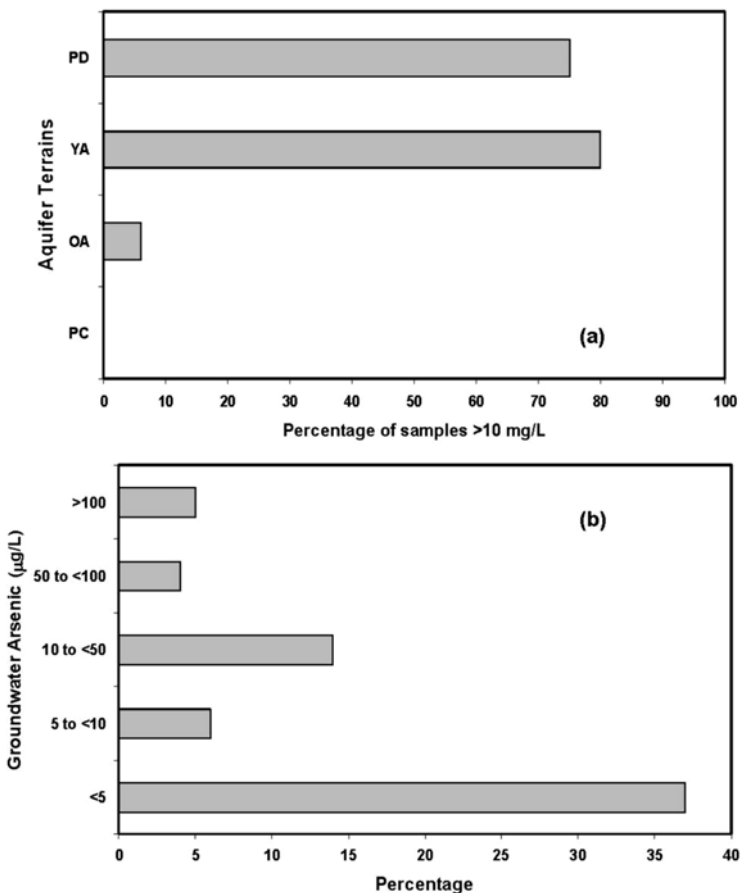 PD
YA
OA
PC
Aquifer Terrains
(a)
0 10 20 30 40 50 60 70 80 90 100
Percentage of samples >10 mg/L
>100
50 to <100
10 to <50
5 to <10
<5
Groundwater Arsenic (µg/L)
(b)
0 5 10 15 20 25 30 35 40
Percentage